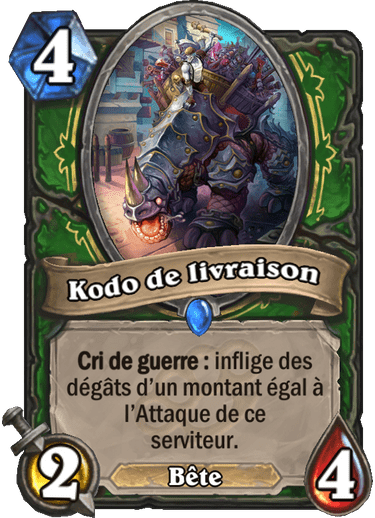 4
Kodo de livraison
Cri de guerre : inflige des
dégâts d’un montant égal à
l’Attaque de ce
serviteur.
2
Bête
4